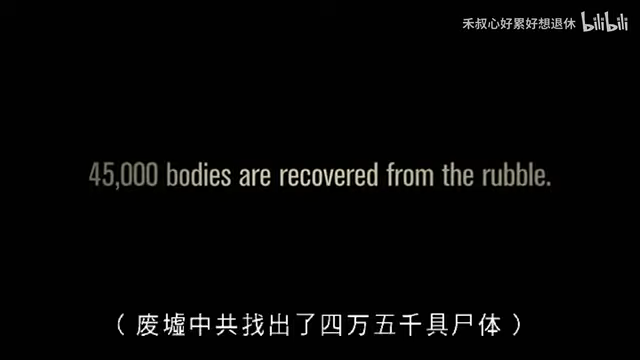 禾叔心好累好想退休 bilibili
45,000 bodies are recovered from the rubble.
（废墟中共找出了四万五千具尸体）